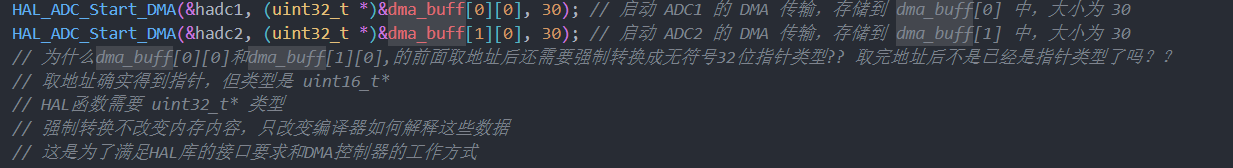 HAL_ADC_Start_DMA(&hadc1, (uint32_t *)&dma_buff[0][0], 30); // 启动 ADC1 的 DMA 传输，存储到 dma_buff[0] 中，大小为 30
HAL_ADC_Start_DMA(&hadc2, (uint32_t *)&dma_buff[1][0], 30); // 启动 ADC2 的 DMA 传输，存储到 dma_buff[1] 中，大小为 30
// 为什么dma_buff[0][0]和dma_buff[1][0],的前面取地址后还需要强制转换成无符号32位指针类型?? 取完地址后不是已经是指针类型了吗？？
// 取地址确实得到指针，但类型是 uint16_t*
// HAL函数需要 uint32_t* 类型
// 强制转换不改变内存内容，只改变编译器如何解释这些数据
// 这是为了满足HAL库的接口要求和DMA控制器的工作方式